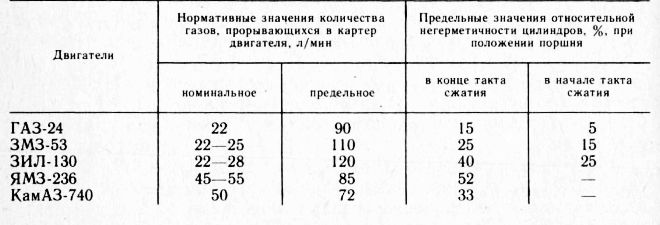 Двигатели
Нормативные значения количества
газов, прорывающихся в картер
двигателя, л/мин
Предельные значения относительной
негерметичности цилиндров, %, при
положении поршня
номинальное
предельное
в конце такта
сжатия
в начале такта
сжатия
ГАЗ-24 22 90 15 5
ЗМЗ-53 22—25 110 25 15
ЗИЛ-130 22—28 120 40 25
ЯМЗ-236 45—55 85 52 —
КамАЗ-740 50 72 33 —